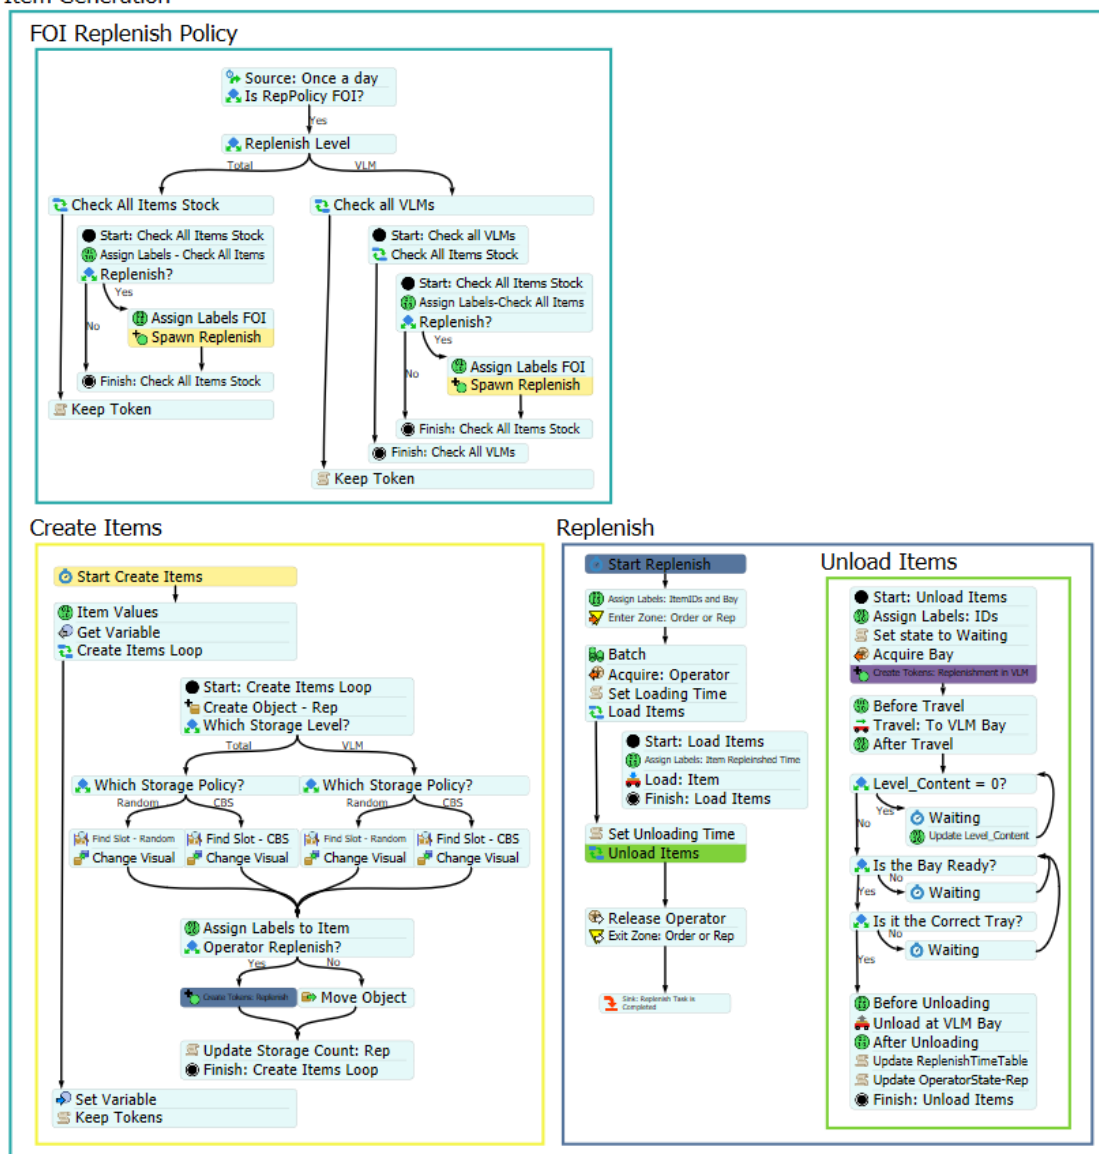 Item Generation
FOI Replenish Policy
Source: Once a day
Is RepPolicy FOI?
Yes
Replenish Level
Total
VLM
Check All Items Stock
Start: Check All Items Stock
Assign Labels - Check All Items
Replenish?
Yes
No
Assign Labels FOI
Spawn Replenish
Finish: Check All Items Stock
Keep Token
Check all VLMs
Start: Check all VLMs
Check All Items Stock
Start: Check All Items Stock
Assign Labels-Check All Items
Replenish?
Yes
No
Assign Labels FOI
Spawn Replenish
Finish: Check All Items Stock
Finish: Check All VLMs
Keep Token
Create Items
Start Create Items
Item Values
Get Variable
Create Items Loop
Start: Create Items Loop
Create Object - Rep
Which Storage Level?
Total
VLM
Which Storage Policy?
Which Storage Policy?
Random
CBS
Random
CBS
Find Slot - Random
Change Visual
Find Slot - CBS
Change Visual
Find Slot - Random
Change Visual
Find Slot - CBS
Change Visual
Assign Labels to Item
Operator Replenish?
Yes
No
Create Tokens: Replenish
Move Object
Update Storage Count: Rep
Finish: Create Items Loop
Set Variable
Keep Tokens
Replenish
Start Replenish
Assign Labels: ItemIDs and Bay
Enter Zone: Order or Rep
Batch
Acquire: Operator
Set Loading Time
Load Items
Start: Load Items
Assign Labels: Item Repleinshed Time
Load: Item
Finish: Load Items
Set Unloading Time
Unload Items
Release Operator
Exit Zone: Order or Rep
Sink: Replenish Task is
Completed
Unload Items
Start: Unload Items
Assign Labels: IDs
Set state to Waiting
Acquire Bay
Create Tokens: Replenishment in VLM
Before Travel
Travel: To VLM Bay
After Travel
Level_Content = 0?
Yes
No
Waiting
Update Level_Content
Is the Bay Ready?
No
Yes
Waiting
Is it the Correct Tray?
No
Yes
Waiting
Before Unloading
Unload at VLM Bay
After Unloading
Update ReplenishTimeTable
Update OperatorState-Rep
Finish: Unload Items